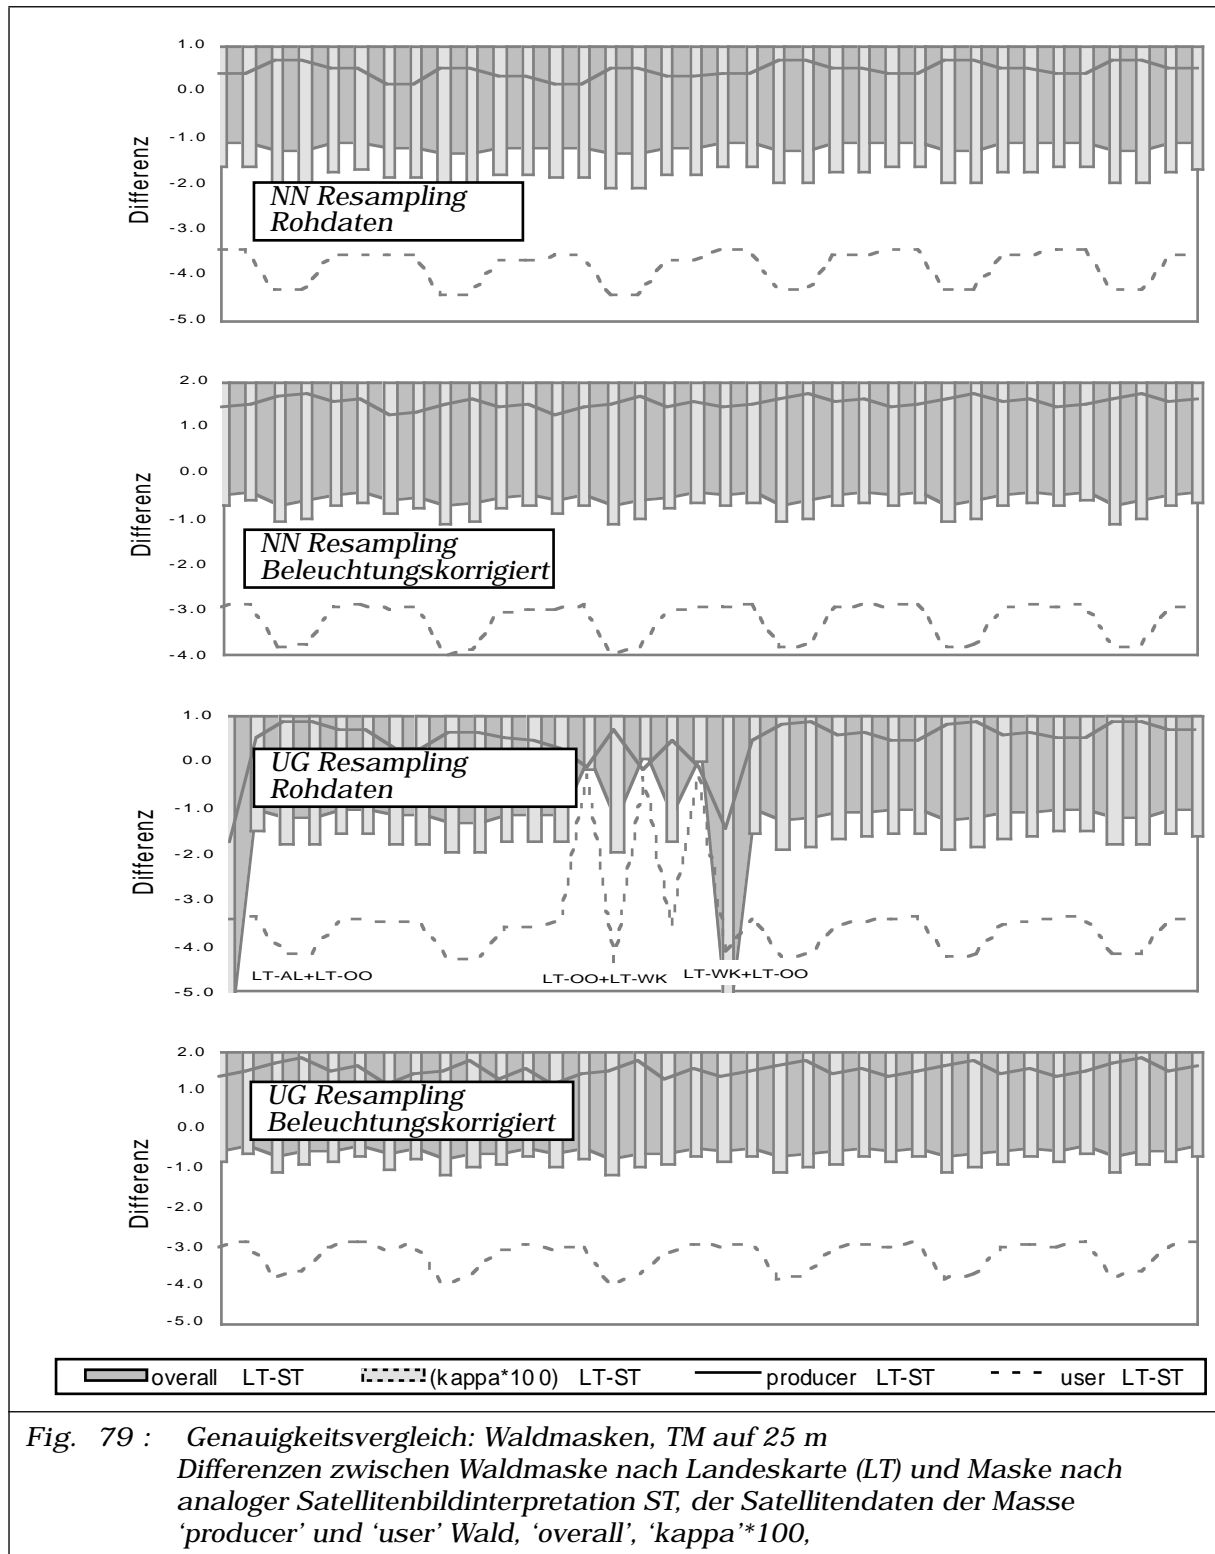 1.0
0.0
-1.0
-2.0
-3.0
-4.0
-5.0
Differenz
NN Resampling
Rohdaten
2.0
1.0
0.0
-1.0
-2.0
-3.0
-4.0
Differenz
NN Resampling
Beleuchtungskorrigiert
1.0
0.0
-1.0
-2.0
-3.0
-4.0
-5.0
Differenz
UG Resampling
Rohdaten
LT-AL+LT-OO
LT-OO+LT-WK
LT-WK+LT-OO
2.0
1.0
0.0
-1.0
-2.0
-3.0
-4.0
-5.0
Differenz
UG Resampling
Beleuchtungskorrigiert
overall LT-ST (kappa*100) LT-ST producer LT-ST user LT-ST
Fig. 79 : Genauigkeitsvergleich: Waldmasken, TM auf 25 m
Differenzen zwischen Waldmaske nach Landeskarte (LT) und Maske nach
analoger Satellitenbildinterpretation ST, der Satellitendaten der Masse
‘producer’ und ‘user’ Wald, ‘overall’, ‘kappa’*100,